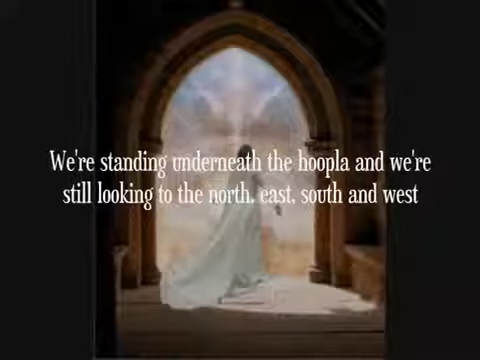 We're standing underneath the hoopla and we're
still looking to the north, east, south and west